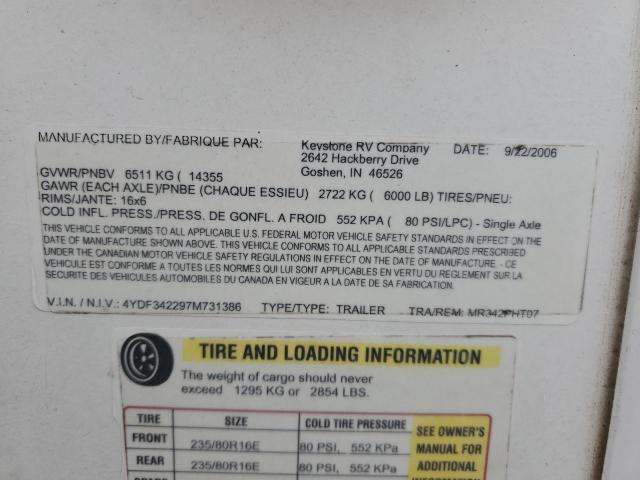 MANUFACTURED BY/FABRIQUE PAR: Keystone RV Company DATE: 9/22/2006
2642 Hackberry Drive
Goshen, IN 46526
GVWR/PNBV 6511 KG ( 14355
GAWR (EACH AXLE)/PNBE (CHAQUE ESSIEU) 2722 KG ( 6000 LB) TIRES/PNEU:
RIMS/JANTE: 16x6
COLD INFL. PRESS./PRESS. DE GONFL. A FROID 552 KPA ( 80 PSI/LPC) - Single Axle
THIS VEHICLE CONFORMS TO ALL APPLICABLE U.S. FEDERAL MOTOR VEHICLE SAFETY STANDARDS IN EFFECT ON THE
DATE OF MANUFACTURE SHOWN ABOVE. THIS VEHICLE CONFORMS TO ALL APPLICABLE STANDARDS PRESCRIBED
UNDER THE CANADIAN MOTOR VEHICLE SAFETY REGULATIONS IN EFFECT ON THE DATE OF MANUFACTURE. - CE
VEHICULE EST CONFORME A TOUTES LES NORMES QUI LUI SONT APPLICABLES EN VERTU DU REGLEMENT SUR LA
SECURITE DES VEHICULES AUTOMOBILES DU CANADA EN VIGEUR A LA DATE DE SA FABRICATION.
V.I.N. / N.I.V.: 4YDF342297M731386 TYPE/TYPE: TRAILER TRA/REM: MR342PHT07
TIRE AND LOADING INFORMATION
The weight of cargo should never
exceed 1295 KG or 2854 LBS.
TIRE SIZE COLD TIRE PRESSURE SEE OWNER'S
FRONT 235/80R16E 80 PSI, 552 KPa MANUAL FOR
REAR 235/80R16E 80 PSI, 552 KPa ADDITIONAL
INFORMATION